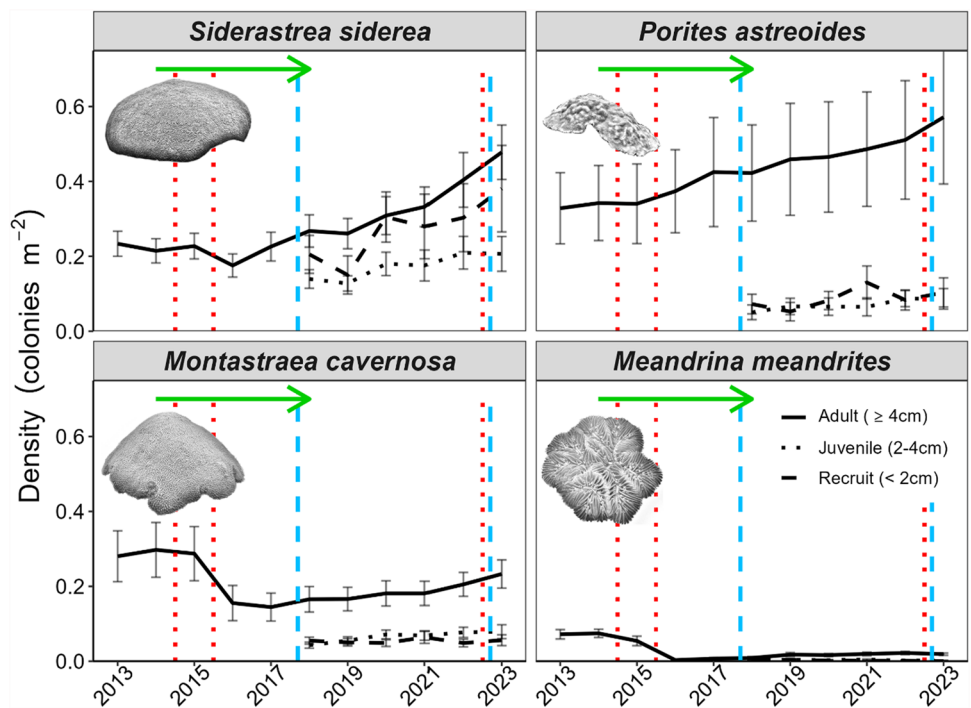 Siderastrea siderea
Porites astreoides
0.6
0.4
0.2
0.0
Density (colonies m−2)
Montastraea cavernosa
Meandrina meandrites
0.6
0.4
0.2
0.0
Adult ( ≥ 4cm)
Juvenile (2-4cm)
Recruit (< 2cm)
2013
2015
2017
2019
2021
2023
2013
2015
2017
2019
2021
2023